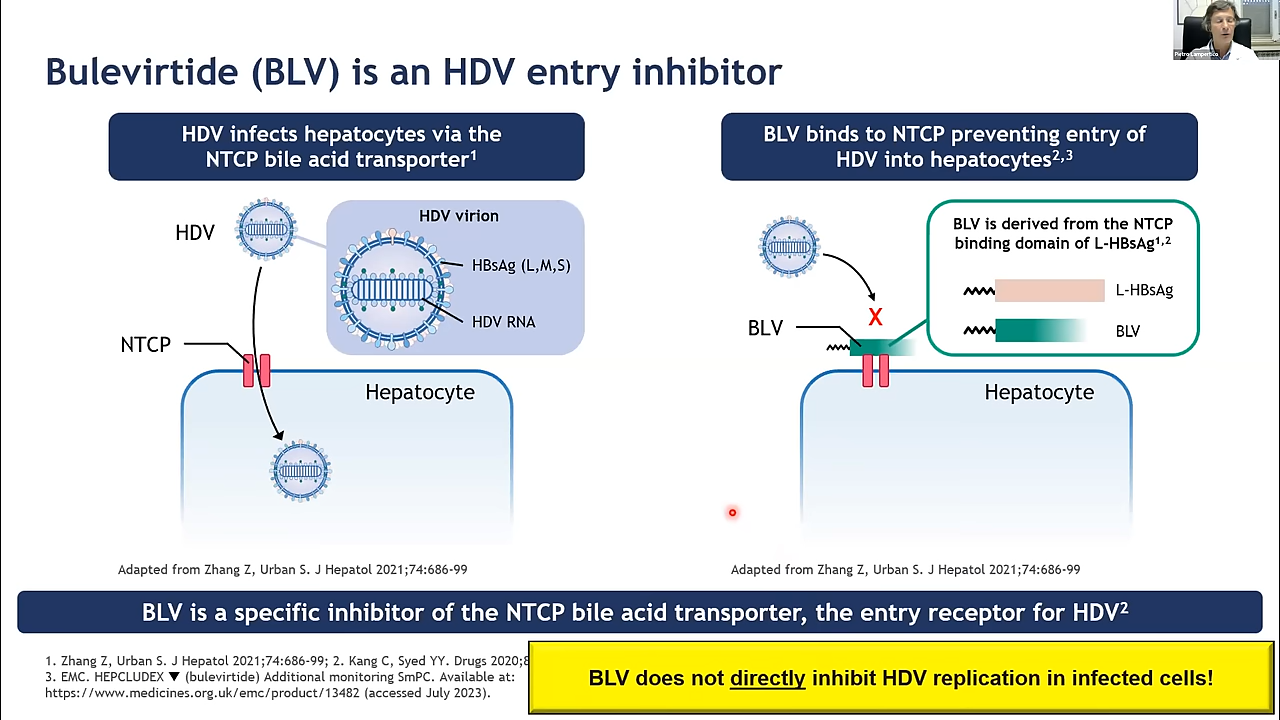 Pietro Lampertico
Bulevirtide (BLV) is an HDV entry inhibitor
HDV infects hepatocytes via the
NTCP bile acid transporter¹
HDV
HDV virion
HBsAg (L,M,S)
HDV RNA
NTCP
Hepatocyte
Adapted from Zhang Z, Urban S. J Hepatol 2021;74:686-99
BLV binds to NTCP preventing entry of
HDV into hepatocytes²,³
BLV is derived from the NTCP
binding domain of L-HBsAg¹,²
L-HBsAg
BLV
X
BLV
Hepatocyte
Adapted from Zhang Z, Urban S. J Hepatol 2021;74:686-99
BLV is a specific inhibitor of the NTCP bile acid transporter, the entry receptor for HDV²
1. Zhang Z, Urban S. J Hepatol 2021;74:686-99; 2. Kang C, Syed YY. Drugs 2020;8
3. EMC. HEPCLUDEX ▼ (bulevirtide) Additional monitoring SmPC. Available at:
https://www.medicines.org.uk/emc/product/13482 (accessed July 2023).
BLV does not directly inhibit HDV replication in infected cells!